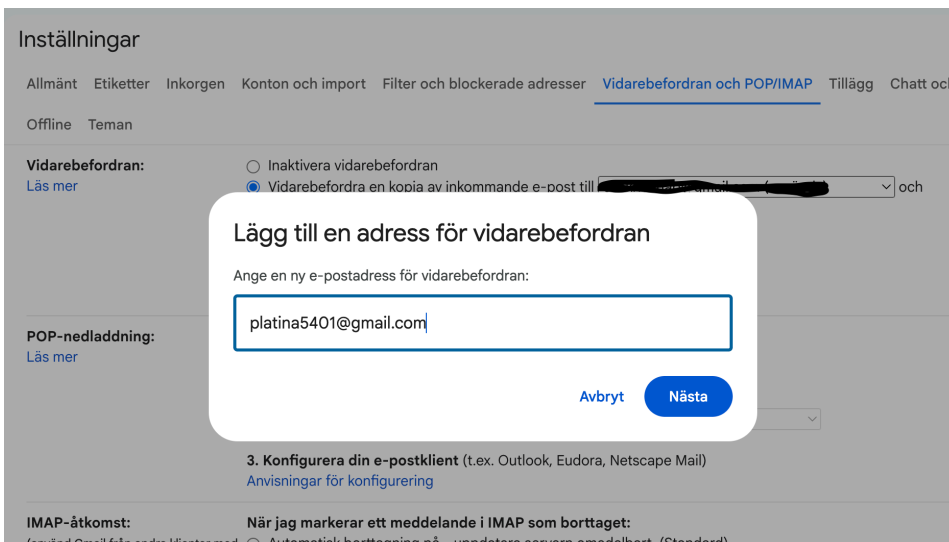 Inställningar
Allmänt Etiketter Inkorgen Konton och import Filter och blockerade adresser Vidarebefordran och POP/IMAP Tillägg Chatt och
Offline Teman
Vidarebefordran:
Läs mer
Inaktivera vidarebefordran
Vidarebefordra en kopia av inkommande e-post till och
Lägg till en adress för vidarebefordran
Ange en ny e-postadress för vidarebefordran:
platina5401@gmail.com
Avbryt Nästa
POP-nedladdning:
Läs mer
3. Konfigurera din e-postklient (t.ex. Outlook, Eudora, Netscape Mail)
Anvisningar för konfigurering
IMAP-åtkomst:
När jag markerar ett meddelande i IMAP som borttaget: